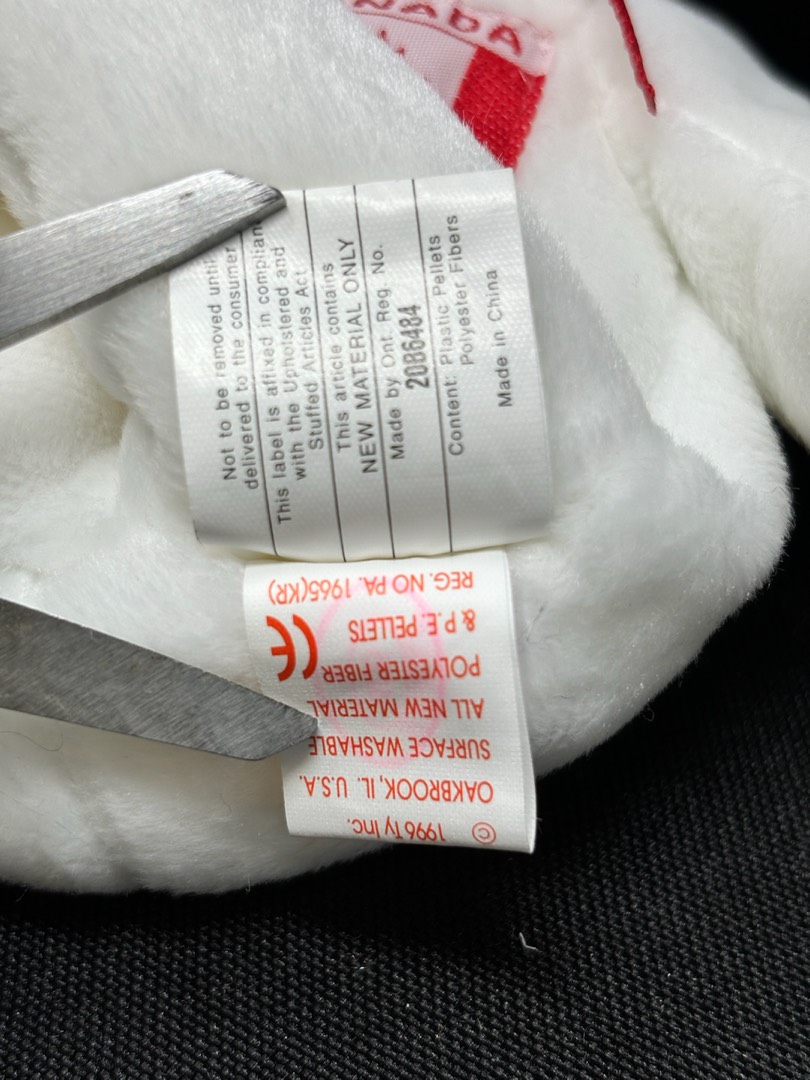 CANADA
Not to be removed until
delivered to the consumer
This label is affixed in complian
with the Upholstered and
Stuffed Articles Act
This article contains
NEW MATERIAL ONLY
Made by Ont. Reg. No.
20B6484
Content: Plastic Pellets
Polyester Fibers
Made in China
© 1996 Ty Inc.
OAKBROOK, IL. U.S.A.
SURFACE WASHABLE
ALL NEW MATERIAL
POLYESTER FIBER
& P.E. PELLETS
CE
REG. NO PA. 1965(KR)